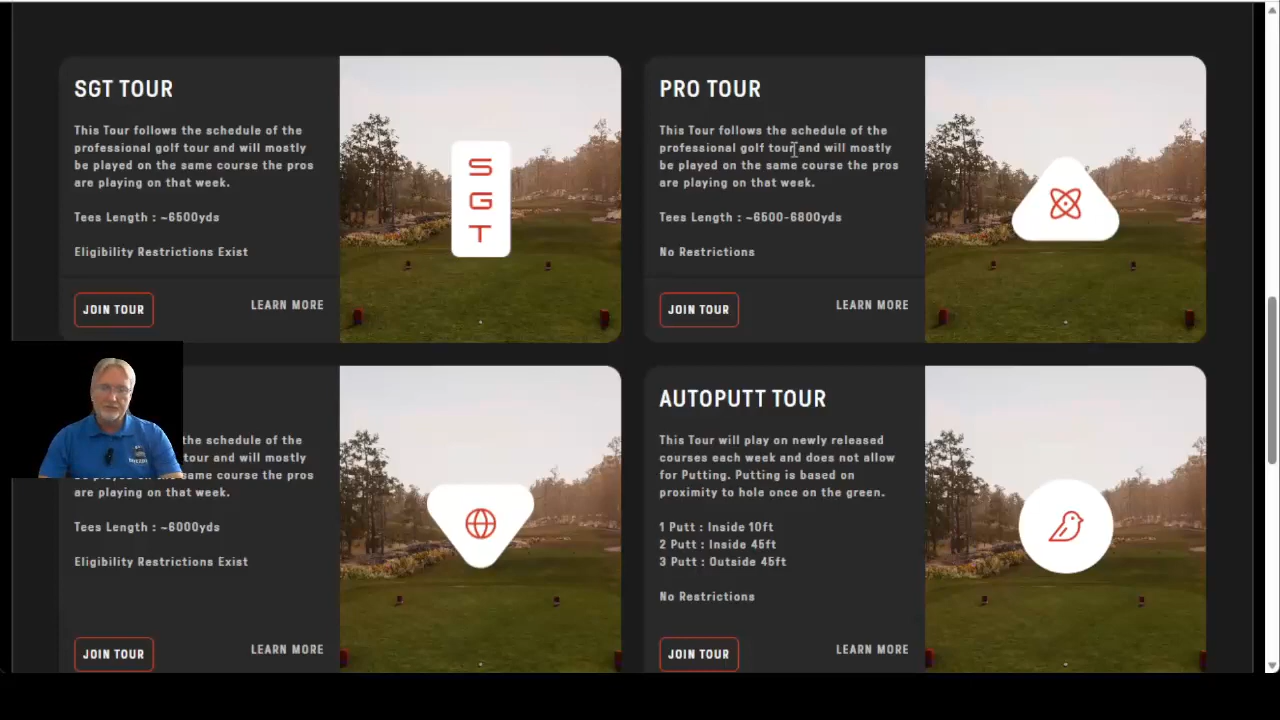 SGT TOUR
This Tour follows the schedule of the
professional golf tour and will mostly
be played on the same course the pros
are playing on that week.
Tees Length : ~6500yds
Eligibility Restrictions Exist
JOIN TOUR
LEARN MORE
S
G
T
PRO TOUR
This Tour follows the schedule of the
professional golf tour and will mostly
be played on the same course the pros
are playing on that week.
Tees Length : ~6500-6800yds
No Restrictions
JOIN TOUR
LEARN MORE
the schedule of the
tour and will mostly
same course the pros
are playing on that week.
Tees Length : ~6000yds
Eligibility Restrictions Exist
JOIN TOUR
LEARN MORE
AUTOPUTT TOUR
This Tour will play on newly released
courses each week and does not allow
for Putting. Putting is based on
proximity to hole once on the green.
1 Putt : Inside 10ft
2 Putt : Inside 45ft
3 Putt : Outside 45ft
No Restrictions
JOIN TOUR
LEARN MORE